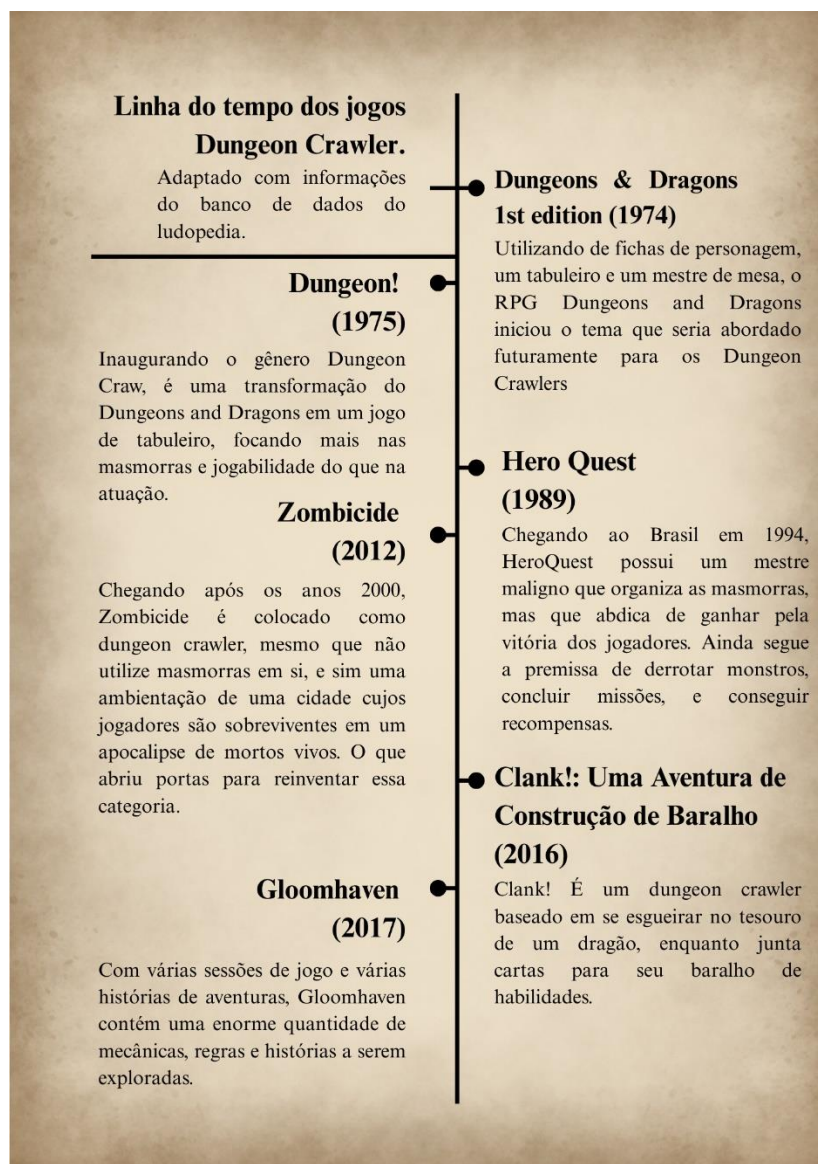 Linha do tempo dos jogos
Dungeon Crawler.
Adaptado com informações
do banco de dados do
ludopedia.
Dungeons & Dragons
1st edition (1974)
Utilizando de fichas de personagem,
um tabuleiro e um mestre de mesa, o
RPG Dungeons and Dragons
iniciou o tema que seria abordado
futuramente para os Dungeon
Crawlers
Dungeon!
(1975)
Inaugurando o gênero Dungeon
Craw, é uma transformação do
Dungeons and Dragons em um jogo
de tabuleiro, focando mais nas
masmorras e jogabilidade do que na
atuação.
Hero Quest
(1989)
Chegando ao Brasil em 1994,
HeroQuest possui um mestre
maligno que organiza as masmorras,
mas que abdica de ganhar pela
vitória dos jogadores. Ainda segue
a premissa de derrotar monstros,
concluir missões, e conseguir
recompensas.
Zombicide
(2012)
Chegando após os anos 2000,
Zombicide é colocado como
dungeon crawler, mesmo que não
utilize masmorras em si, e sim uma
ambientação de uma cidade cujos
jogadores são sobreviventes em um
apocalipse de mortos vivos. O que
abriu portas para reinventar essa
categoria.
Clank!: Uma Aventura de
Construção de Baralho
(2016)
Clank! É um dungeon crawler
baseado em se esgueirar no tesouro
de um dragão, enquanto junta
cartas para seu baralho de
habilidades.
Gloomhaven
(2017)
Com várias sessões de jogo e várias
histórias de aventuras, Gloomhaven
contém uma enorme quantidade de
mecânicas, regras e histórias a serem
exploradas.